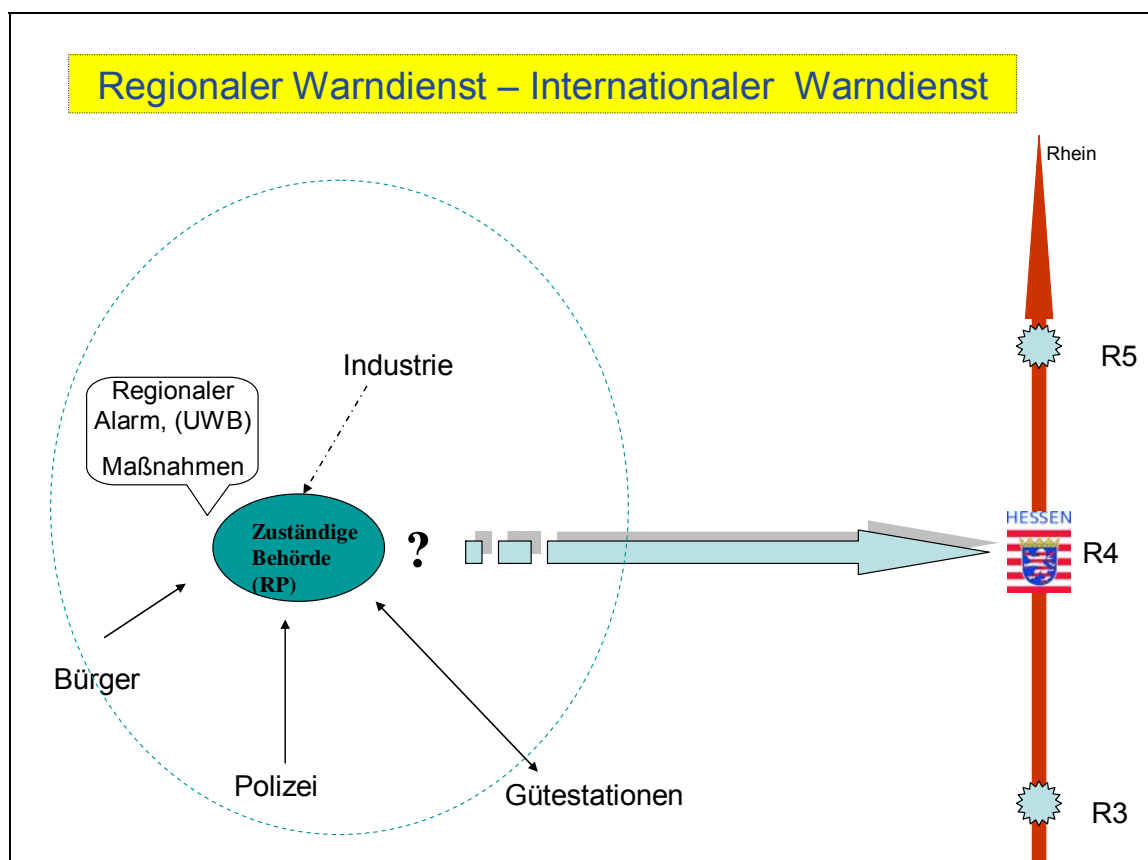 Regionaler Warndienst – Internationaler Warndienst
Rhein
R5
Industrie
Regionaler
Alarm, (UWB)
Maßnahmen
Zuständige
Behörde
(RP)
?
HESSEN
R4
Bürger
Polizei
Gütestationen
R3